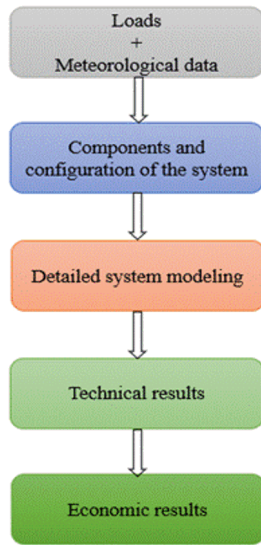 Loads
+
Meteorological data
Components and
configuration of the system
Detailed system modeling
Technical results
Economic results